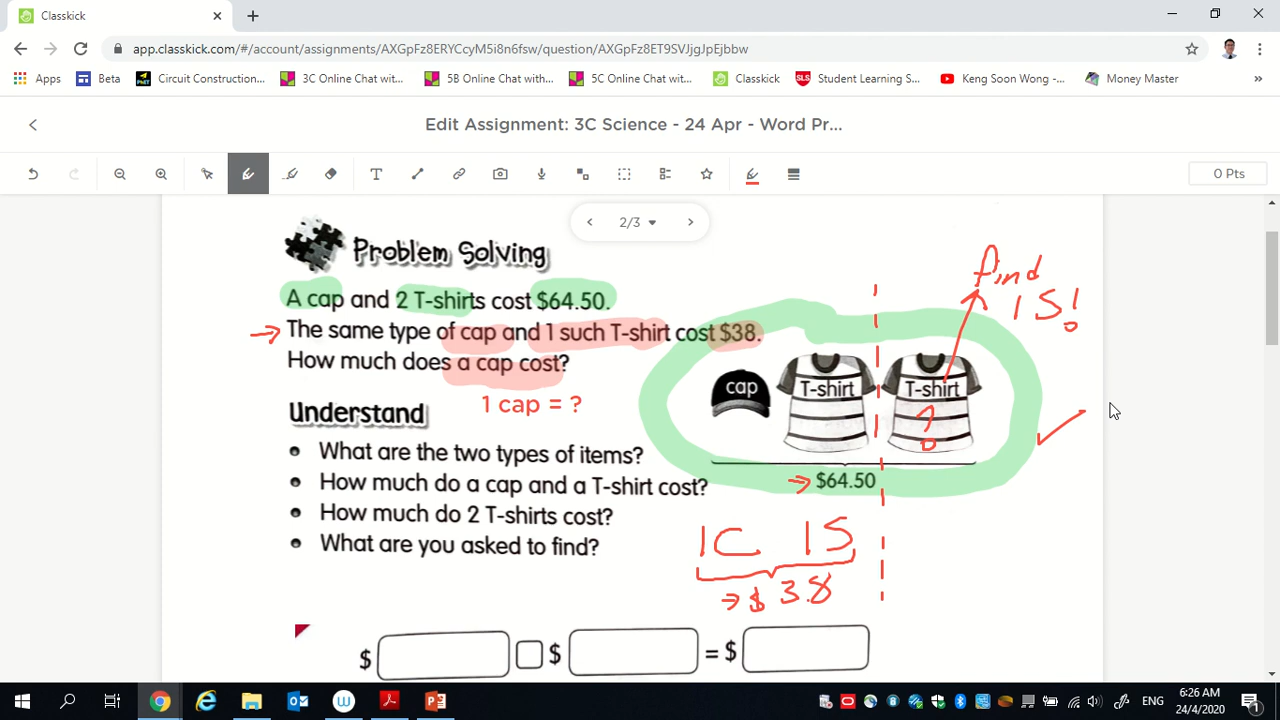 Classkick
app.classkick.com/#/account/assignments/AXGpFz8ERYCcyM5i8n6fsw/question/AXGpFz8ET9SVJjgJpEjbbw
Apps Beta Circuit Construction... 3C Online Chat wit... 5B Online Chat with... 5C Online Chat wit... Classkick Student Learning S... Keng Soon Wong -... Money Master »
Edit Assignment: 3C Science - 24 Apr - Word Pr...
T 0 Pts
2/3
Problem Solving
A cap and 2 T-shirts cost $64.50.
The same type of cap and 1 such T-shirt cost $38.
How much does a cap cost?
1 cap = ?
find
1 S!
cap T-shirt T-shirt
?
$64.50
Understand
What are the two types of items?
How much do a cap and a T-shirt cost?
How much do 2 T-shirts cost?
What are you asked to find?
1C 1S
$38
$ $ = $
ENG
6:26 AM
24/4/2020
1